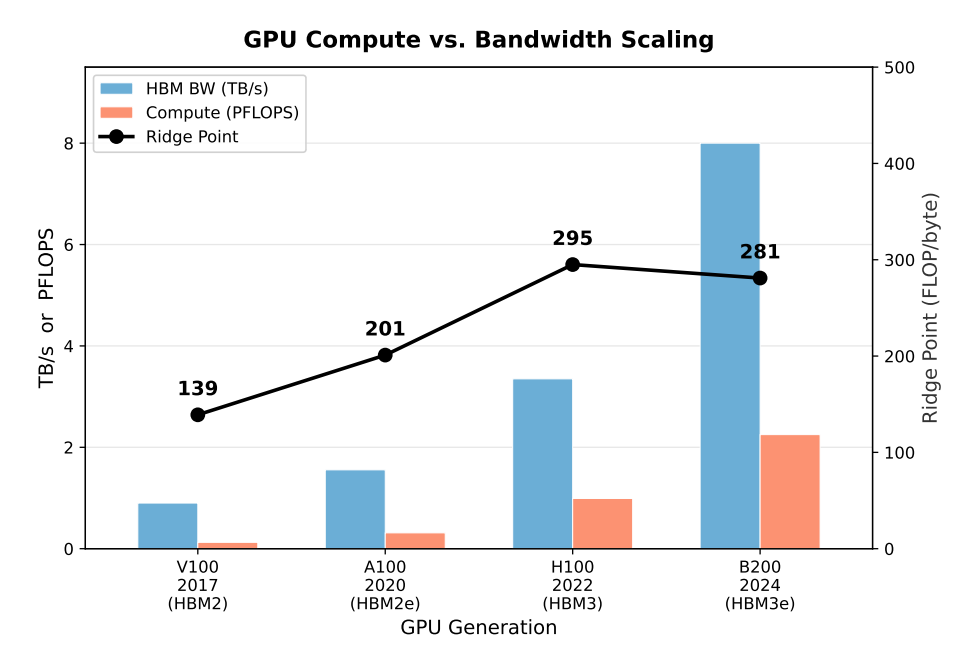 GPU Compute vs. Bandwidth Scaling
HBM BW (TB/s)
Compute (PFLOPS)
Ridge Point
TB/s or PFLOPS
8
6
4
2
0
500
400
300
200
100
0
Ridge Point (FLOP/byte)
139
201
295
281
V100
2017
(HBM2)
A100
2020
(HBM2e)
H100
2022
(HBM3)
B200
2024
(HBM3e)
GPU Generation